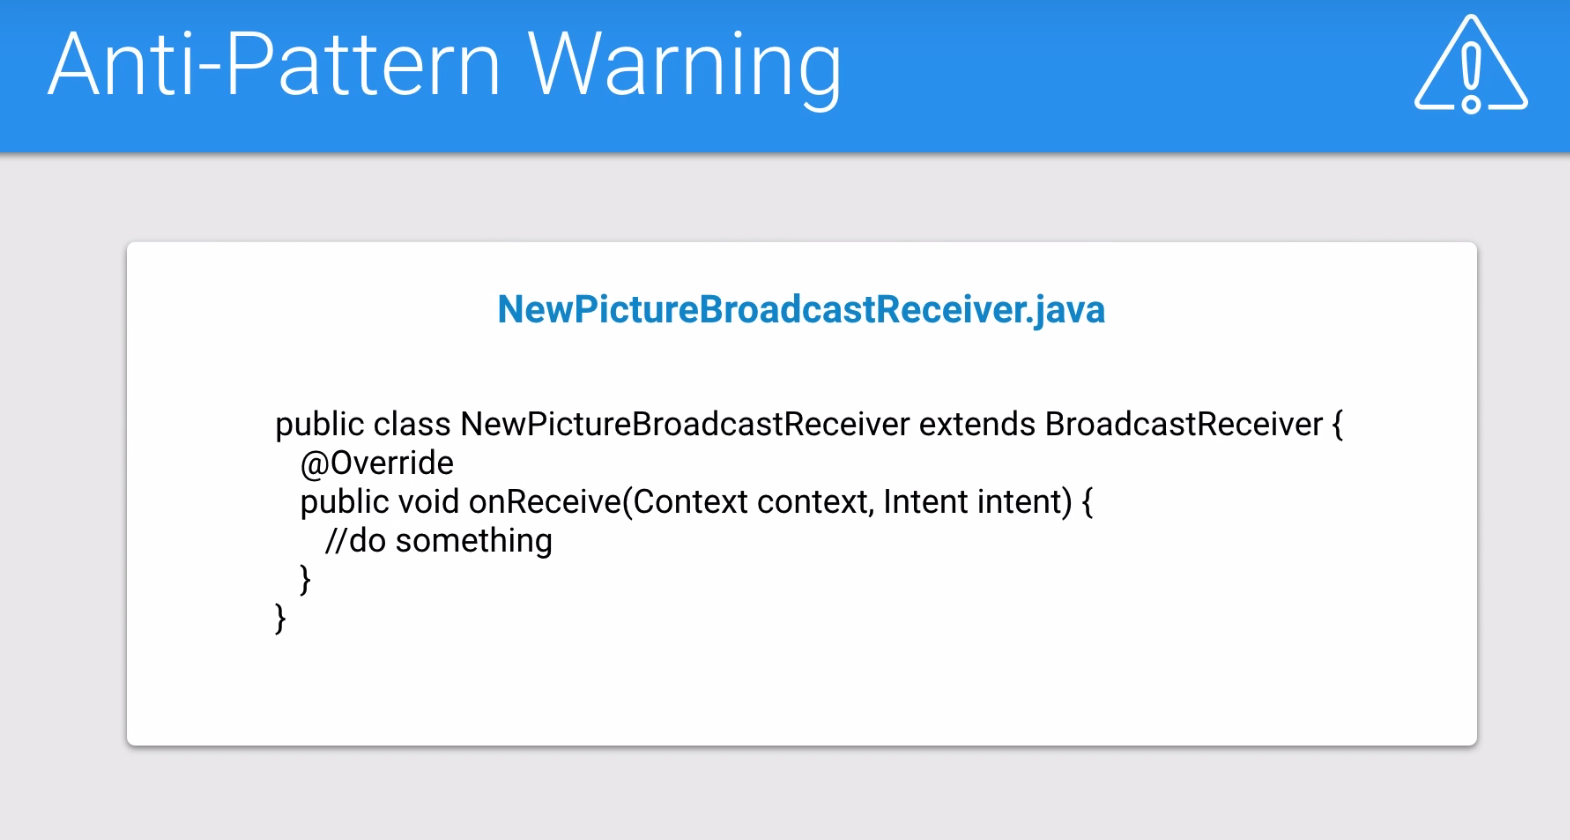 Anti-Pattern Warning
NewPictureBroadcastReceiver.java
public class NewPictureBroadcastReceiver extends BroadcastReceiver {
@Override
public void onReceive(Context context, Intent intent) {
//do something
}
}